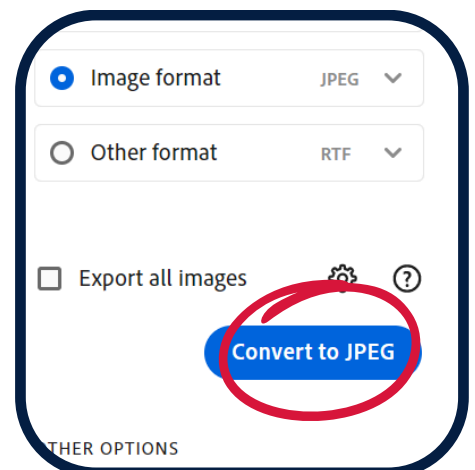 Image format JPEG
Other format RTF
Export all images ?
Convert to JPEG
THER OPTIONS